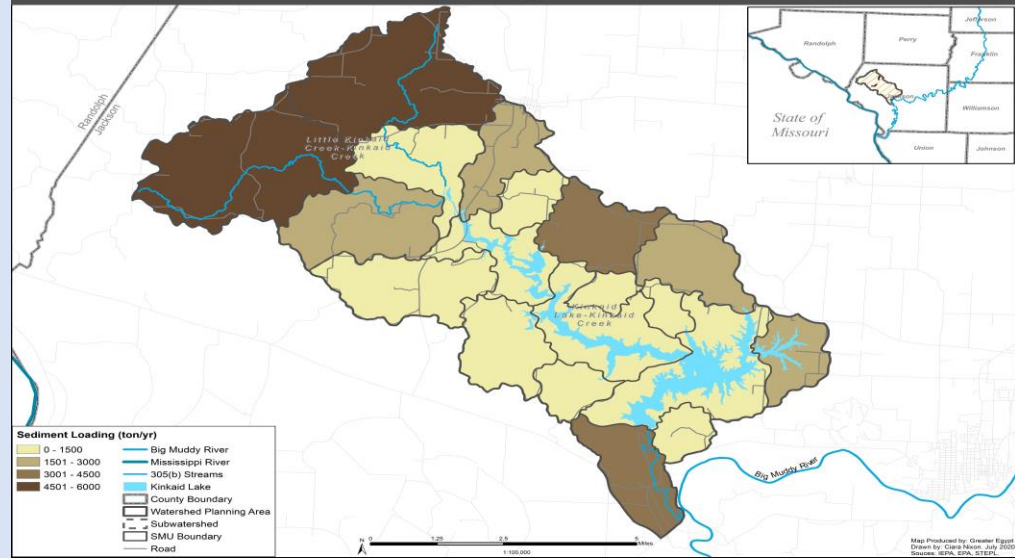 Randolph
Jackson
Little Kinkaid
Creek-Kinkaid
Creek
Kinkaid
Lake-Kinkaid
Creek
Big Muddy River
Jefferson
Randolph
Perry
Franklin
Jackson
Williamson
State of
Missouri
Union
Johnson
Sediment Loading (ton/yr)
0 - 1500
1501 - 3000
3001 - 4500
4501 - 6000
Big Muddy River
Mississippi River
305(b) Streams
Kinkaid Lake
County Boundary
Watershed Planning Area
Subwatershed
SMU Boundary
Road
0 1.25 2.5 5
Miles
1:105,000
Map Produced by: Greater Egypt
Drawn by: Ciara Nixon. July 2020
Sources: IEPA, EPA, STEPL.